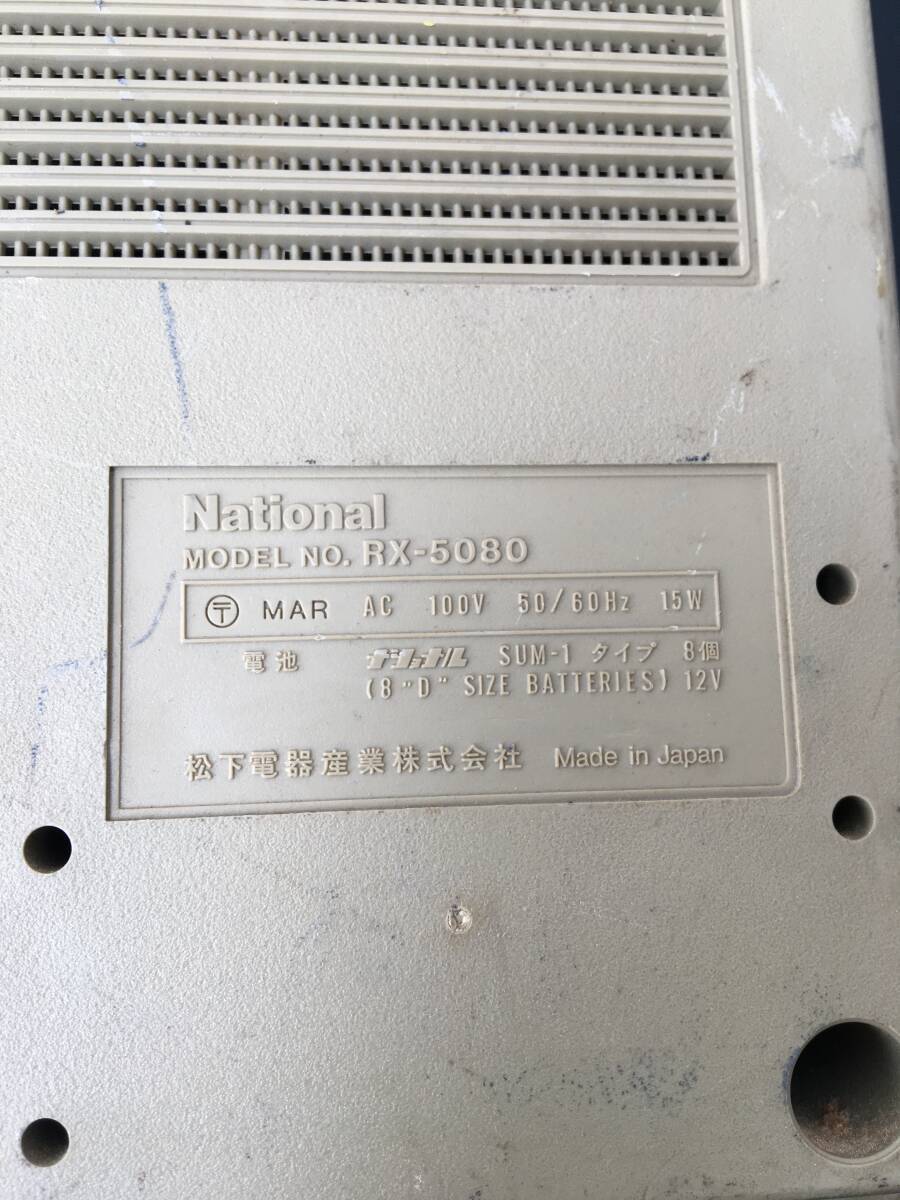 National
MODEL NO. RX-5080
〒 MAR AC 100V 50/60Hz 15W
電池 ナショナル SUM-1 タイプ 8個
(8 "D" SIZE BATTERIES) 12V
松下電器産業株式会社 Made in Japan